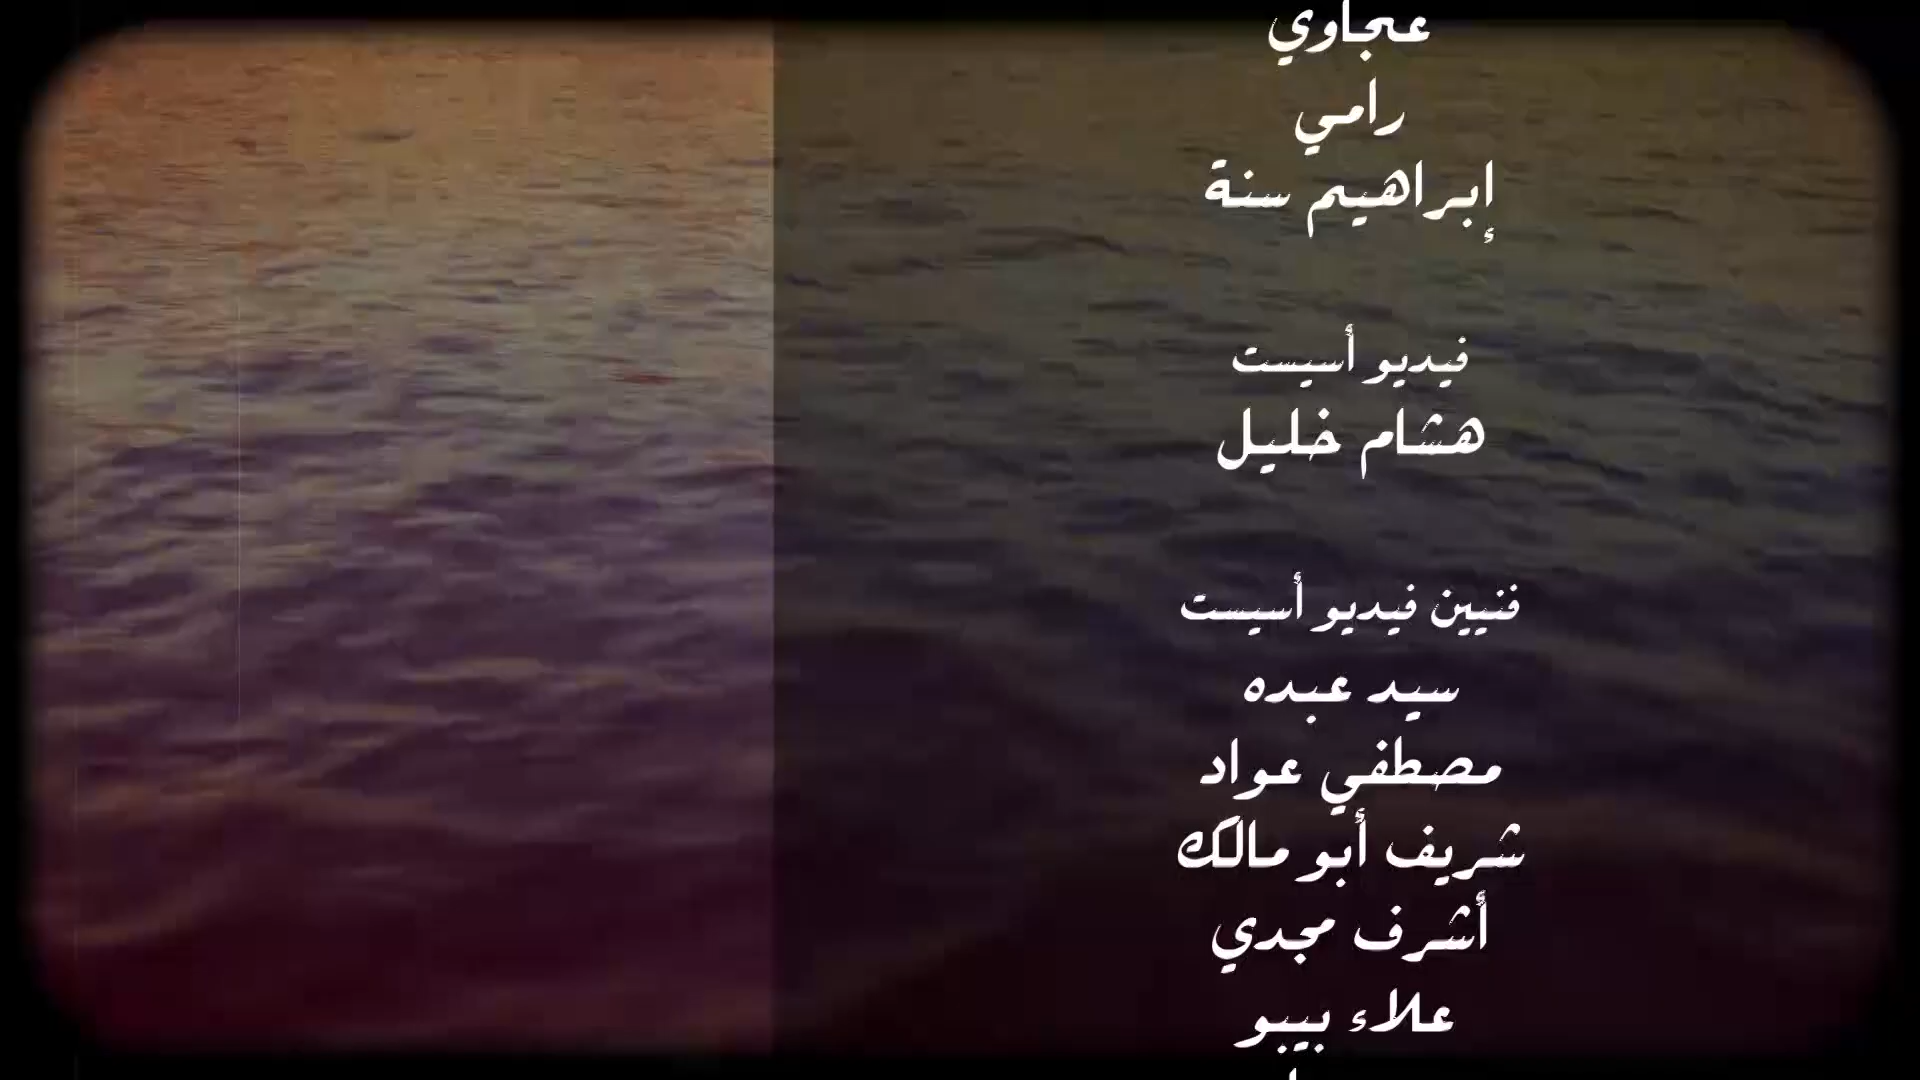 عجاوي
رامي
إبراهيم سنة
فيديو أسيست
هشام خليل
فنيين فيديو أسيست
سيد عبده
مصطفي عواد
شريف أبو مالك
أشرف مجدي
علاء بيبو